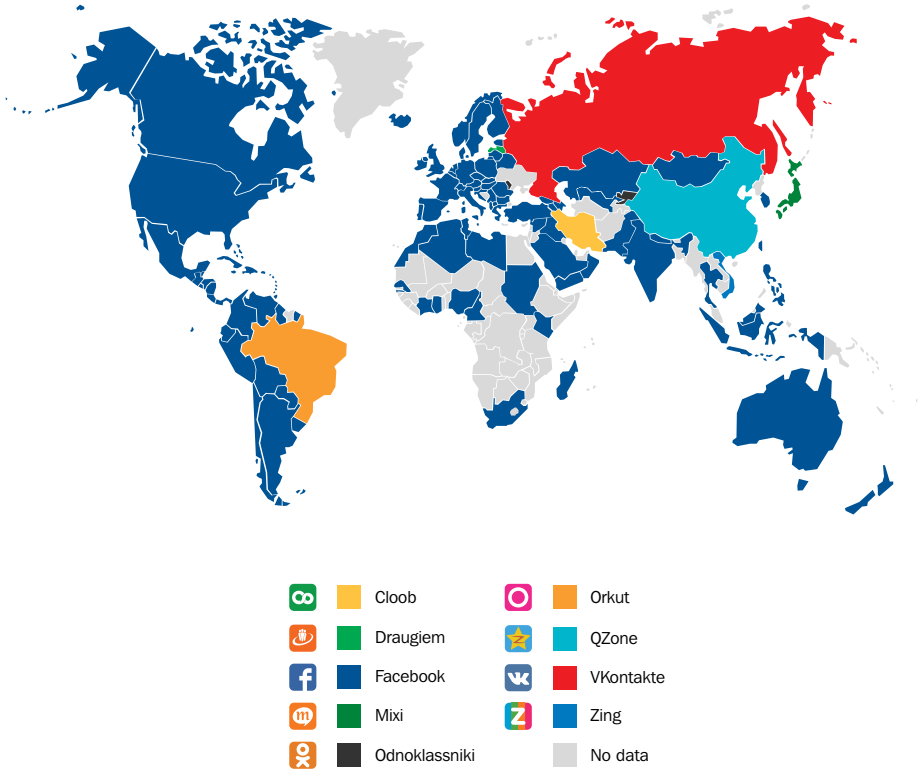 Cloob
Draugiem
Facebook
Mixi
Odnoklassniki
Orkut
QZone
VKontakte
Zing
No data